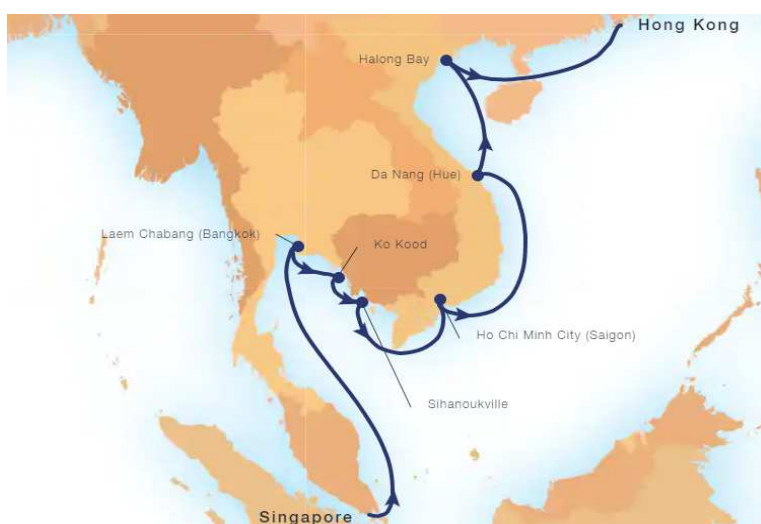 Hong Kong
Halong Bay
Da Nang (Hue)
Laem Chabang (Bangkok)
Ko Kood
Ho Chi Minh City (Saigon)
Sihanoukville
Singapore